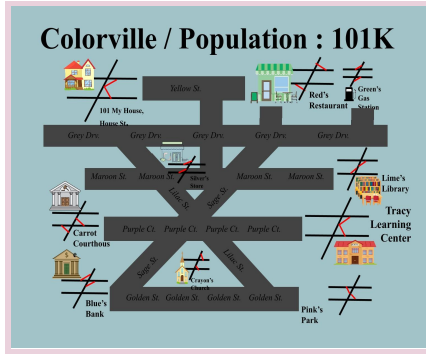 Colorville / Population : 101K
Yellow St.
101 My House,
House St.
Red's
Restaurant
Green's
Gas
Station
Grey Drv. Grey Drv. Grey Drv. Grey Drv. Grey Drv.
Maroon St. Maroon St. Maroon St. Maroon St.
Silver's
Store
Lime's
Library
Lilac St. Sage St.
Tracy
Learning
Center
Purple Ct. Purple Ct. Purple Ct. Purple Ct.
Carrot
Courthous
Sage St. Lilac St.
Crayon's
Church
Blue's
Bank
Golden St. Golden St. Golden St. Golden St.
Pink's
Park